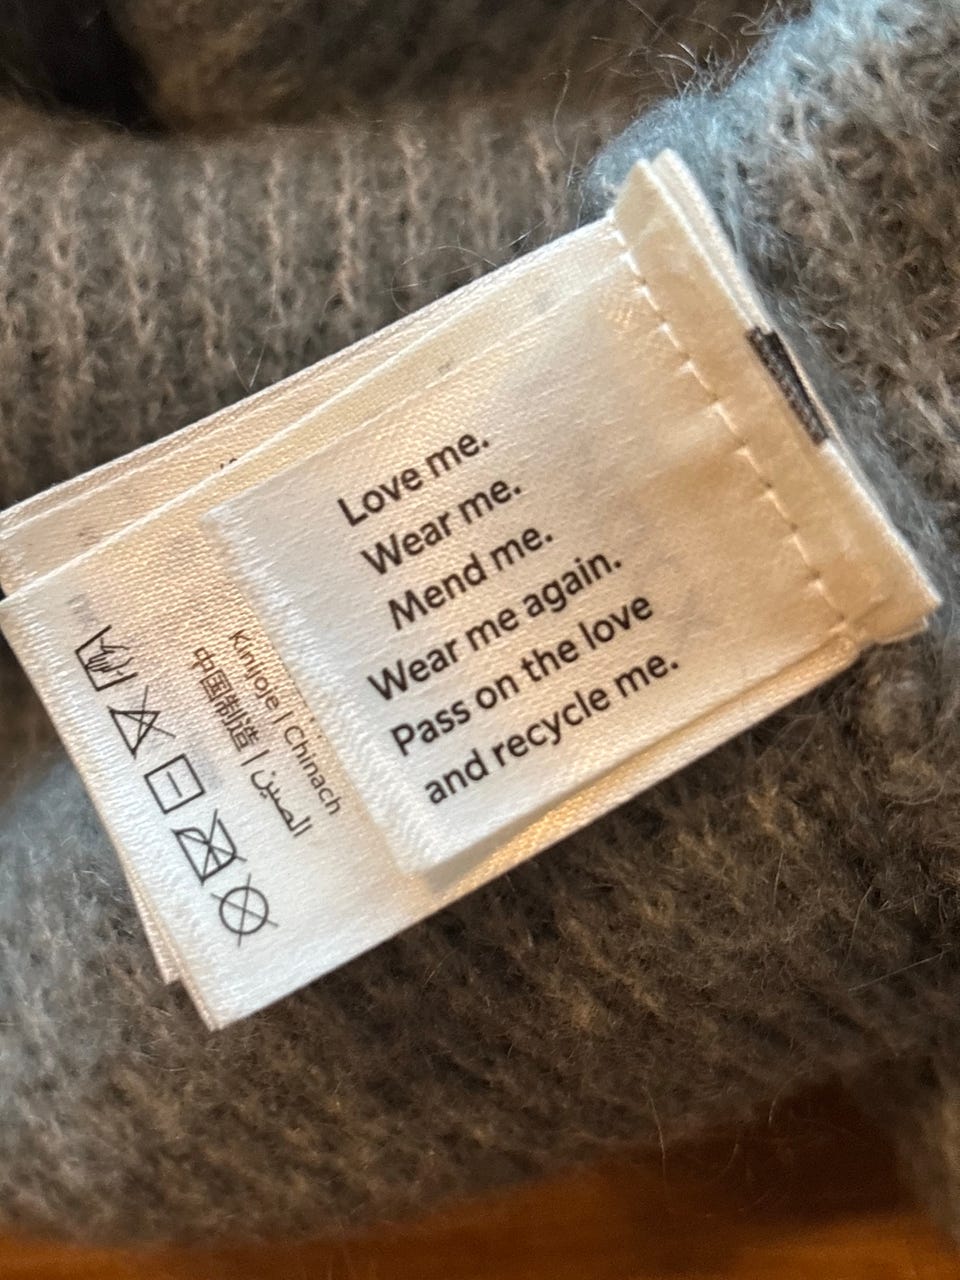 Love me.
Wear me.
Mend me.
Wear me again.
Pass on the love
and recycle me.
Kinijoje | Chinach
中国制造 | الصين